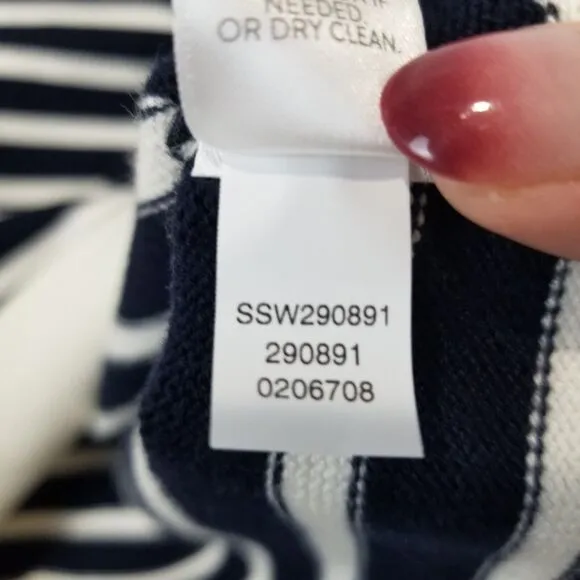 NEEDED.
OR DRY CLEAN.
SSW290891
290891
0206708